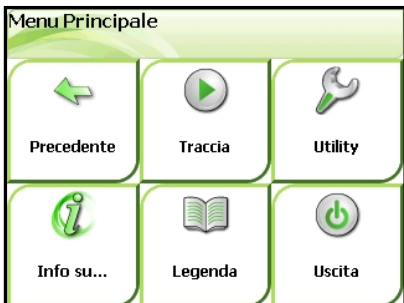 Menu Principale
Precedente
Traccia
Utility
Info su...
Legenda
Uscita